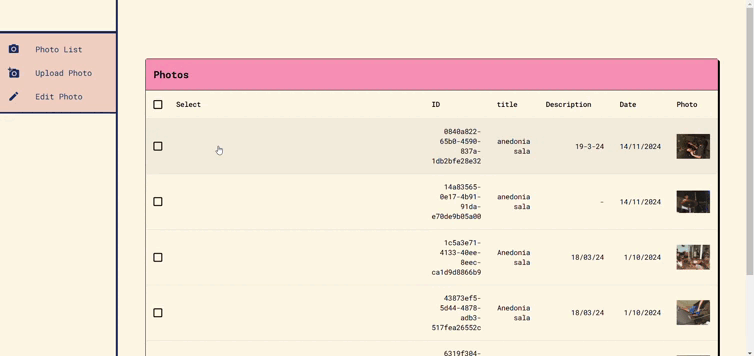 Photo List
Upload Photo
Edit Photo
Photos
Select ID title Description Date Photo
0840a822-
65b0-4590-
837a-
1db2bfe28e32
anedonia
sala
19-3-24
14/11/2024
14a83565-
0e17-4b91-
91da-
e70de9b05a00
anedonia
sala
-
14/11/2024
1c5a3e71-
4133-40ee-
8eec-
ca1d9d8866b9
Anedonia
sala
18/03/24
1/10/2024
43873ef5-
5d44-4878-
adb3-
517fea26552c
Anedonia
sala
18/03/24
1/10/2024
6319f304-